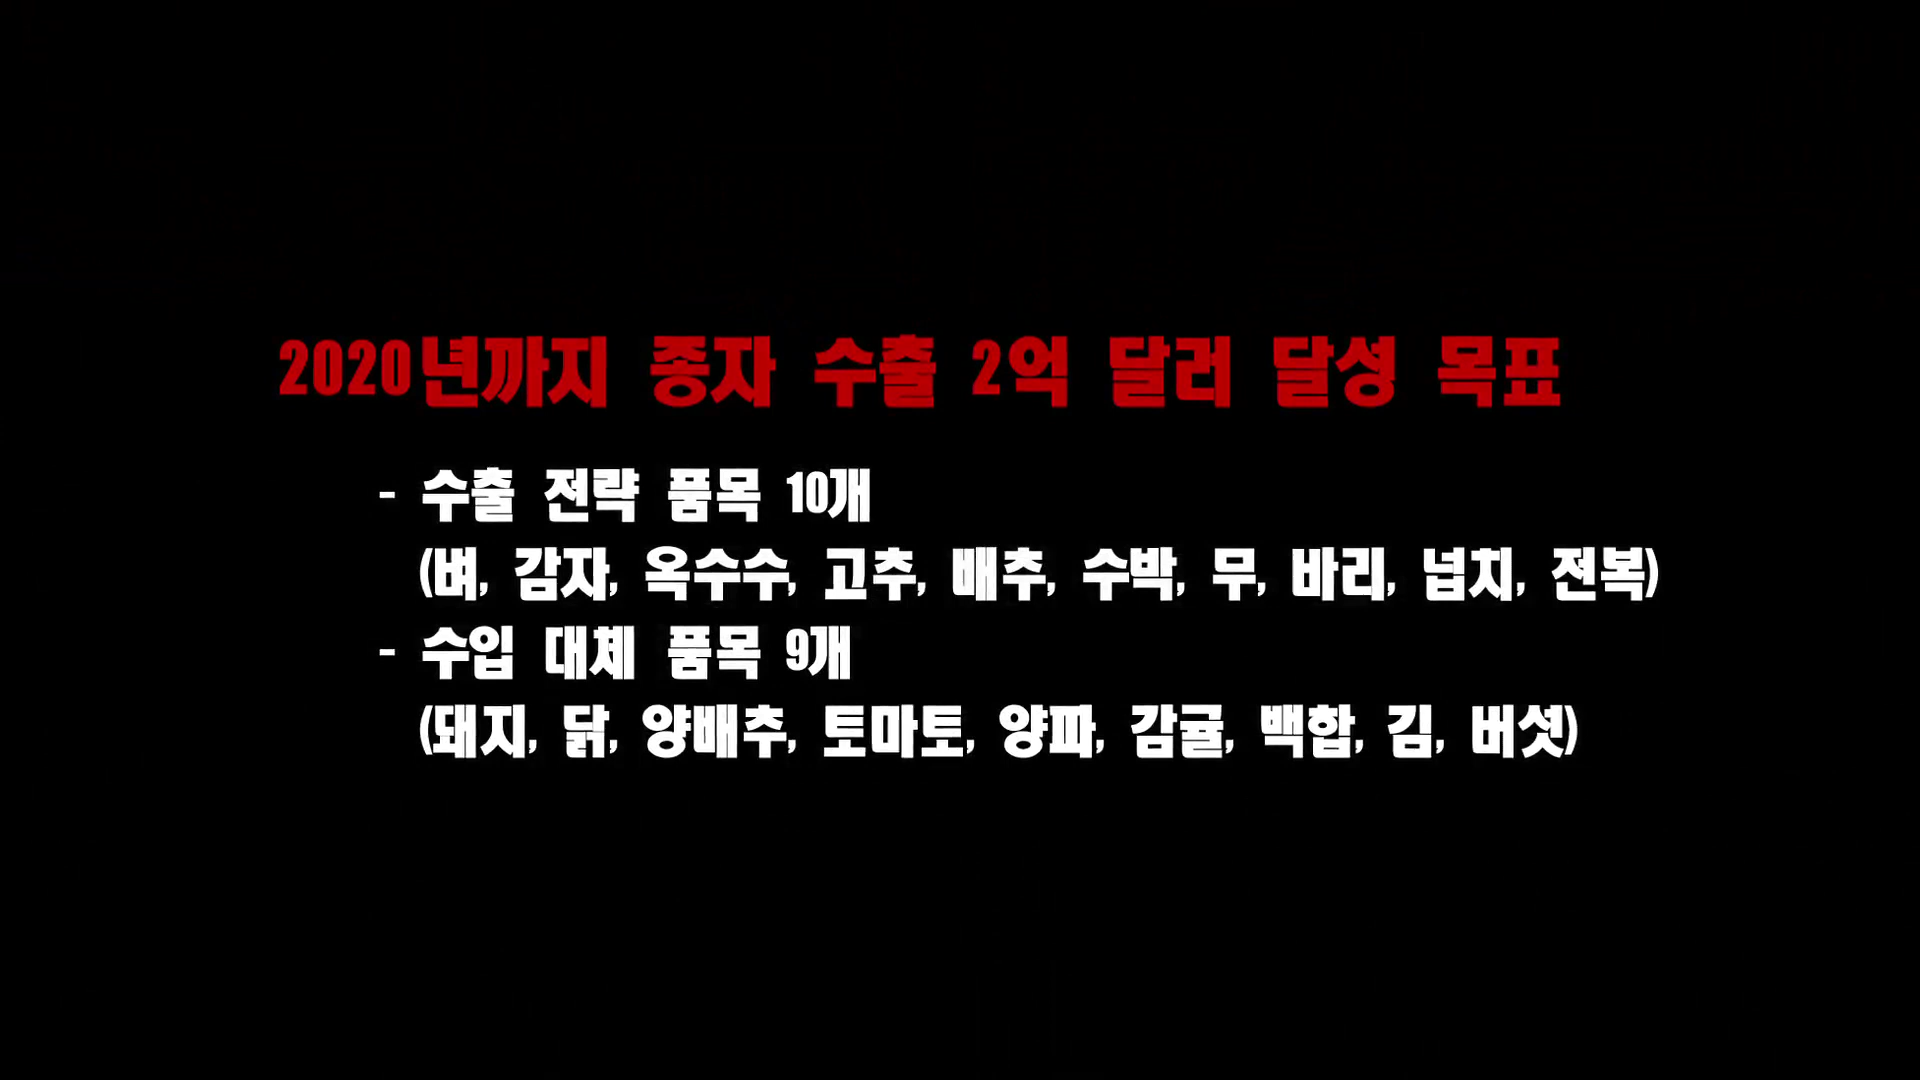 2020년까지 종자 수출 2억 달러 달성 목표
- 수출 전략 품목 10개
(벼, 감자, 옥수수, 고추, 배추, 수박, 무, 바리, 넙치, 전복)
- 수입 대체 품목 9개
(돼지, 닭, 양배추, 토마토, 양파, 감귤, 백합, 김, 버섯)